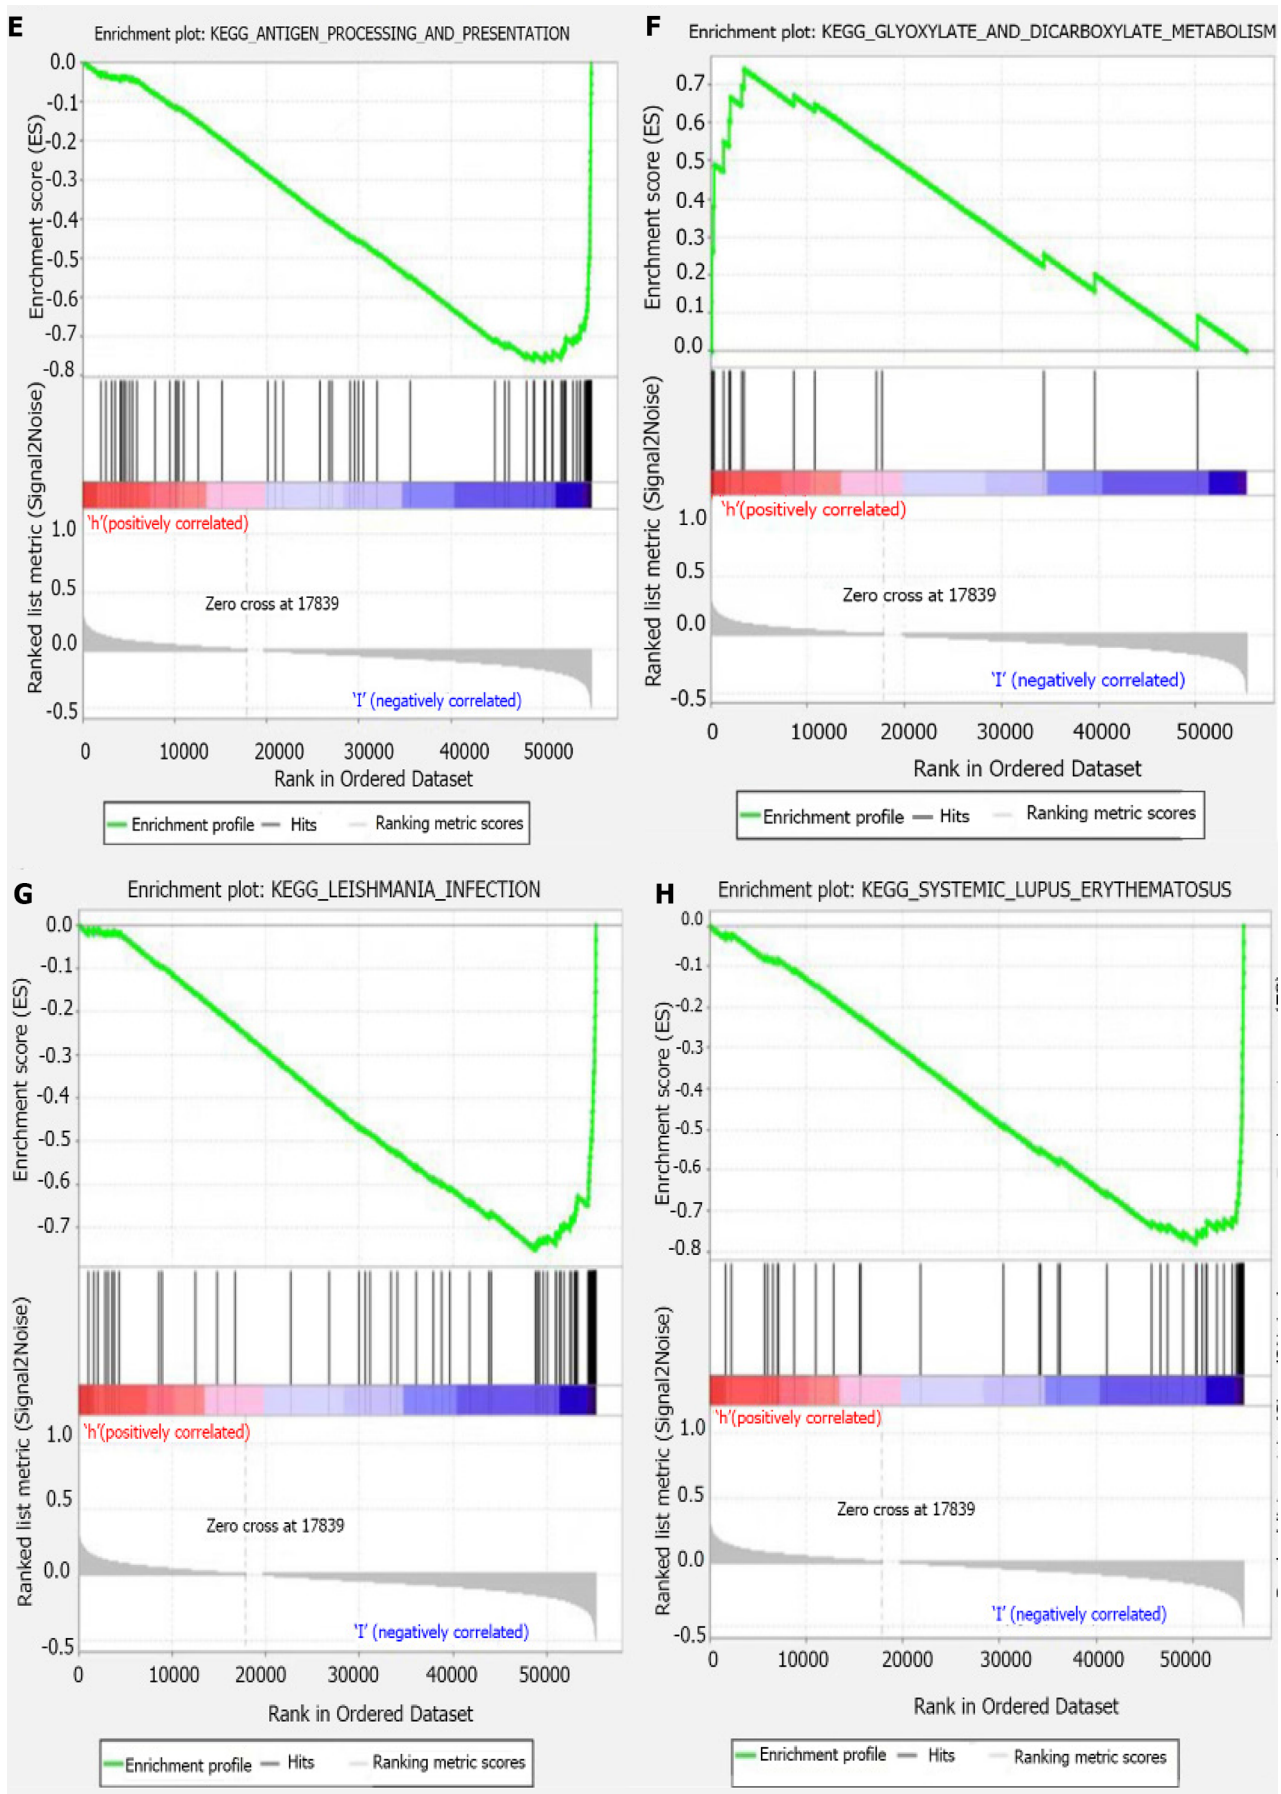 E
Enrichment plot: KEGG_ANTIGEN_PROCESSING_AND_PRESENTATION
Enrchment score (ES)
0.0
-0.1
-0.2
-0.3
-0.4
-0.5
-0.6
-0.7
-0.8
Ranked list metric (Signal2Noise)
'h'(positively correlated)
1.0
0.5
Zero cross at 17839
0.0
'I' (negatively correlated)
-0.5
0 10000 20000 30000 40000 50000
Rank in Ordered Dataset
Enrichment profile Hits Ranking metric scores
F
Enrichment plot: KEGG_GLYOXYLATE_AND_DICARBOXYLATE_METABOLISM
Enrchment score (ES)
0.7
0.6
0.5
0.4
0.3
0.2
0.1
0.0
Ranked list metric (Signal2Noise)
'h'(positively correlated)
1.0
0.5
Zero cross at 17839
0.0
'I' (negatively correlated)
-0.5
0 10000 20000 30000 40000 50000
Rank in Ordered Dataset
Enrichment profile Hits Ranking metric scores
G
Enrichment plot: KEGG_LEISHMANIA_INFECTION
Enrchment score (ES)
0.0
-0.1
-0.2
-0.3
-0.4
-0.5
-0.6
-0.7
Ranked list metric (Signal2Noise)
'h'(positively correlated)
1.0
0.5
Zero cross at 17839
0.0
'I' (negatively correlated)
-0.5
0 10000 20000 30000 40000 50000
Rank in Ordered Dataset
Enrichment profile Hits Ranking metric scores
H
Enrichment plot: KEGG_SYSTEMIC_LUPUS_ERYTHEMATOSUS
Enrchment score (ES)
0.0
-0.1
-0.2
-0.3
-0.4
-0.5
-0.6
-0.7
-0.8
Ranked list metric (Signal2Noise)
'h'(positively correlated)
1.0
0.5
Zero cross at 17839
0.0
'I' (negatively correlated)
-0.5
0 10000 20000 30000 40000 50000
Rank in Ordered Dataset
Enrichment profile Hits Ranking metric scores